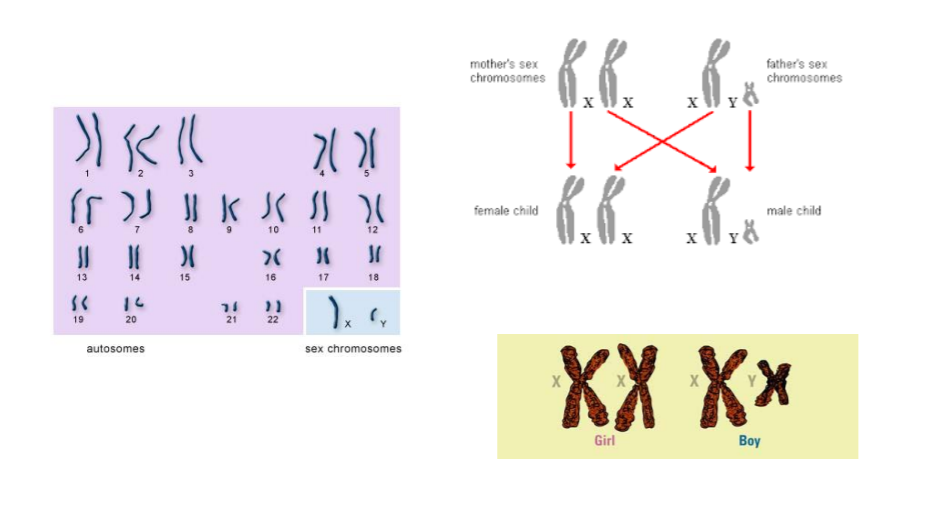 1 2 3 4 5
6 7 8 9 10 11 12
13 14 15 16 17 18
19 20 21 22 X Y
autosomes sex chromosomes
mother's sex
chromosomes
father's sex
chromosomes
X X X Y
female child
male child
X X X Y
X X X Y
Girl Boy